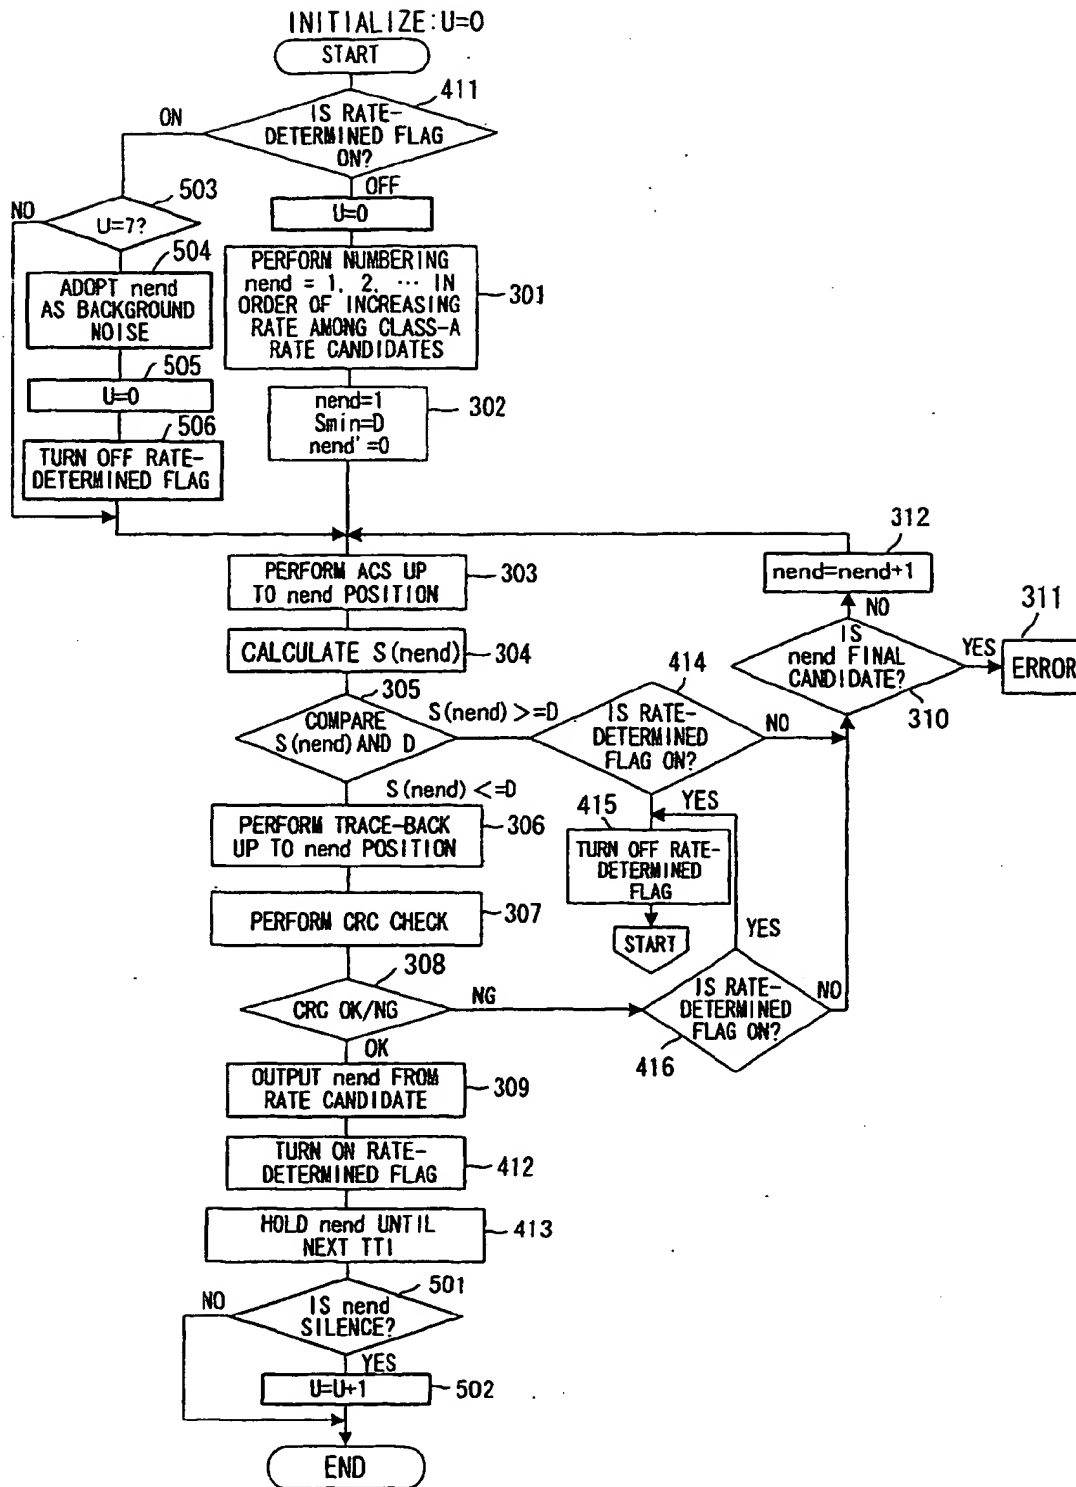 INITIALIZE:U=0
START
411
IS RATE-
DETERMINED FLAG
ON?
ON
OFF
503
NO
U=7?
U=0
504
ADOPT nend
AS BACKGROUND
NOISE
PERFORM NUMBERING
nend = 1, 2, ··· IN
ORDER OF INCREASING
RATE AMONG CLASS-A
RATE CANDIDATES
301
505
U=0
nend=1
Smin=D
nend'=0
302
506
TURN OFF RATE-
DETERMINED FLAG
312
nend=nend+1
PERFORM ACS UP
TO nend POSITION
303
NO
311
IS
nend FINAL
CANDIDATE?
YES
ERROR
310
CALCULATE S(nend)
304
305
COMPARE
S(nend) AND D
S(nend) >=D
414
IS RATE-
DETERMINED
FLAG ON?
NO
S(nend) <=D
YES
415
PERFORM TRACE-BACK
UP TO nend POSITION
306
TURN OFF RATE-
DETERMINED
FLAG
PERFORM CRC CHECK
307
START
YES
308
CRC OK/NG
NG
IS RATE-
DETERMINED
FLAG ON?
NO
416
OK
OUTPUT nend FROM
RATE CANDIDATE
309
TURN ON RATE-
DETERMINED FLAG
412
HOLD nend UNTIL
NEXT TTI
413
501
NO
IS nend
SILENCE?
YES
U=U+1
502
END